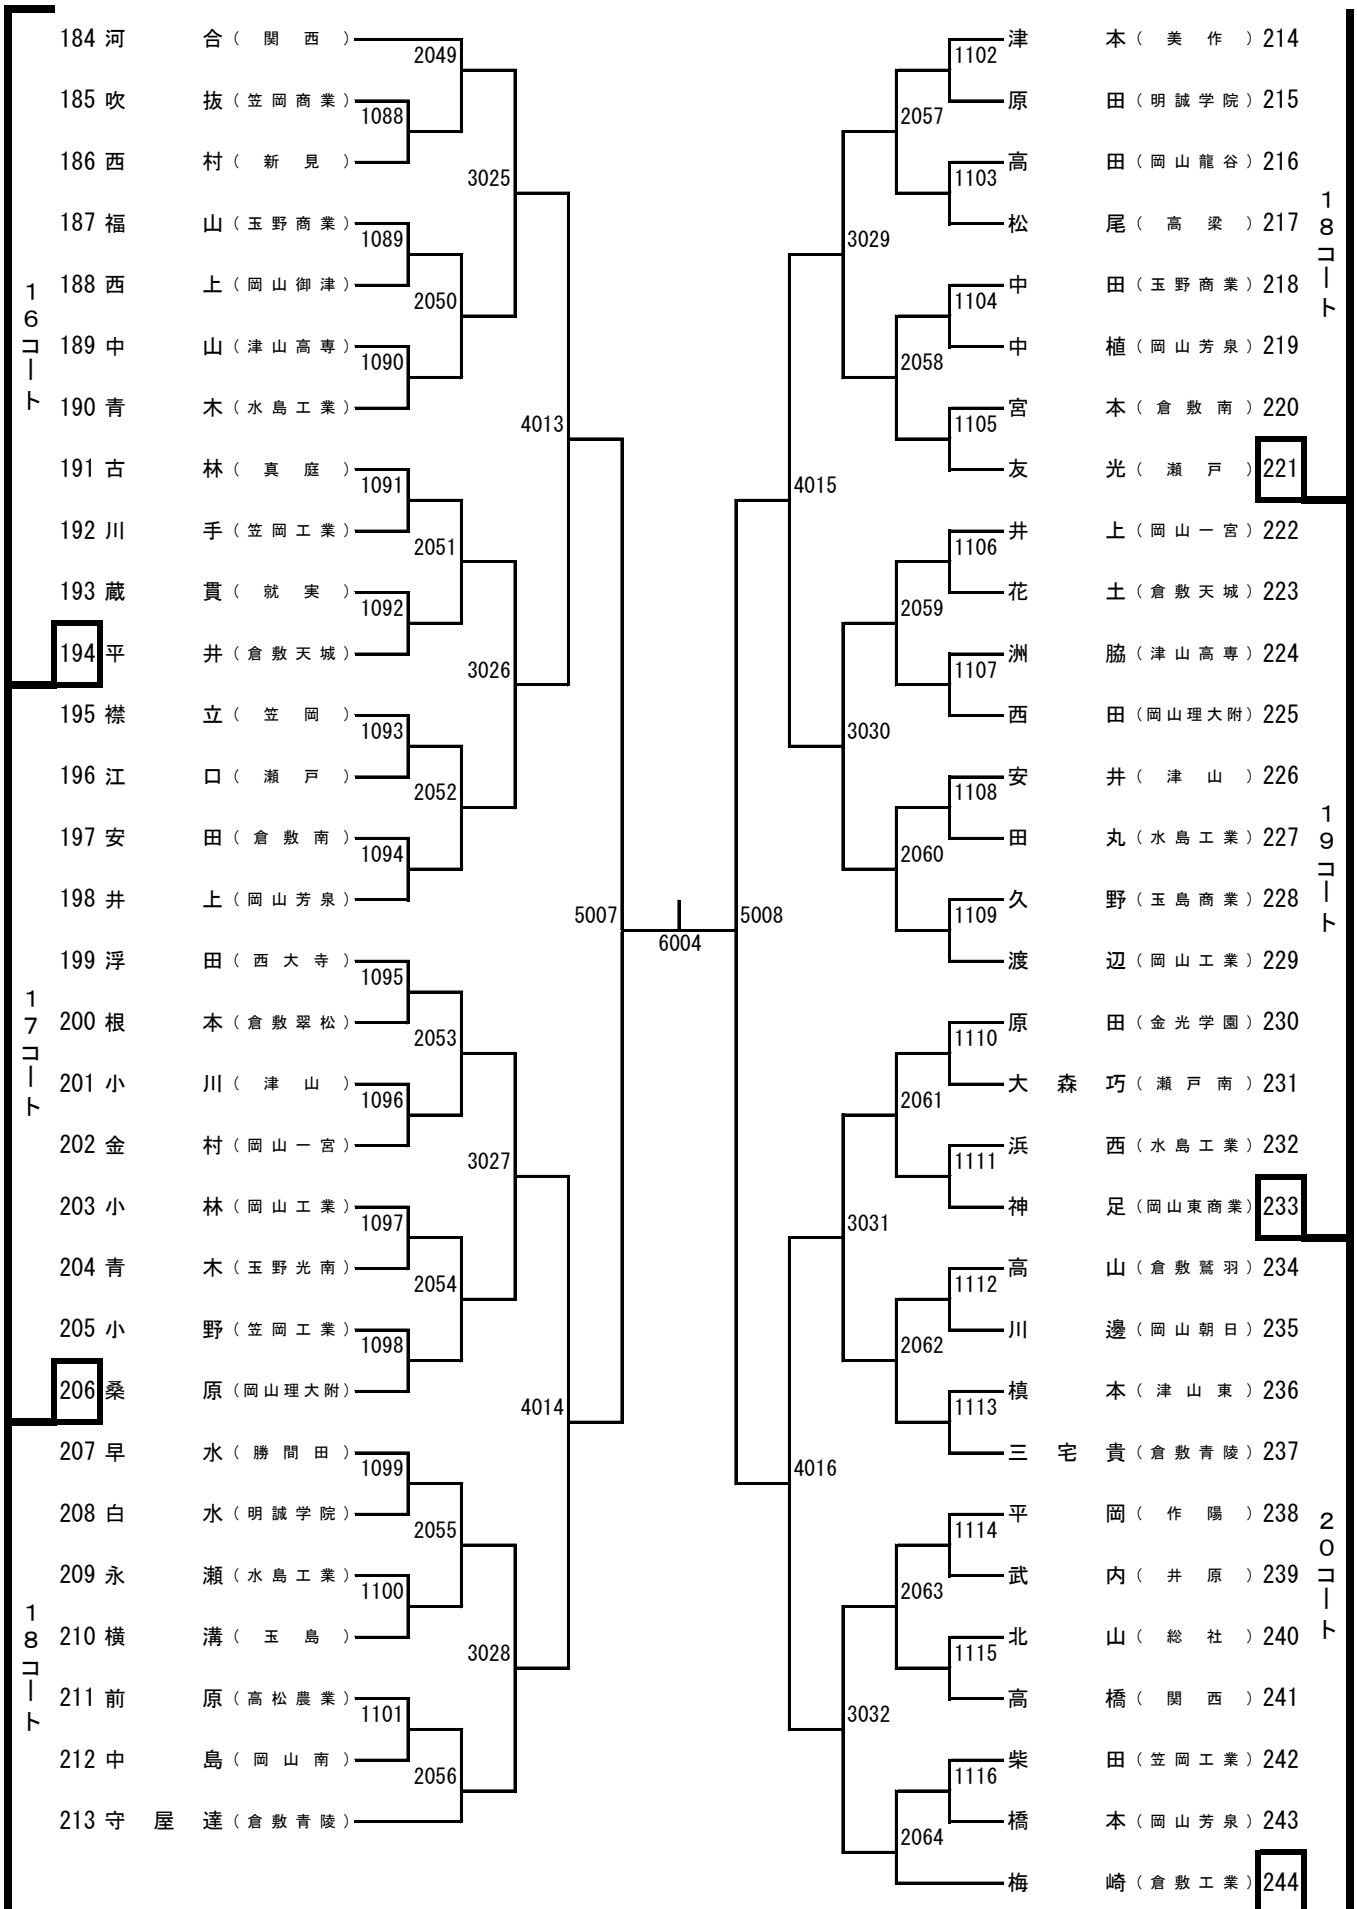 184 河合（関西）
185 吹抜（笠岡商業）
186 西村（新見）
187 福山（玉野商業）
188 西上（岡山御津）
189 中山（津山高専）
190 青木（水島工業）
191 古林（真庭）
192 川手（笠岡工業）
193 蔵貫（就実）
194 平井（倉敷天城）
195 襟立（笠岡）
196 江口（瀬戸）
197 安田（倉敷南）
198 井上（岡山芳泉）
199 浮田（西大寺）
200 根本（倉敷翠松）
201 小川（津山）
202 金村（岡山一宮）
203 小林（岡山工業）
204 青木（玉野光南）
205 小野（笠岡工業）
206 桑原（岡山理大附）
207 早水（勝間田）
208 白水（明誠学院）
209 永瀬（水島工業）
210 横溝（玉島）
211 前原（高松農業）
212 中島（岡山南）
213 守屋達（倉敷青陵）
16コート
17コート
18コート
1088
1089
1090
1091
1092
1093
1094
1095
1096
1097
1098
1099
1100
1101
2049
2050
2051
2052
2053
2054
2055
2056
3025
3026
3027
3028
4013
4014
5007
6004
5008
4015
4016
3029
3030
3031
3032
2057
2058
2059
2060
2061
2062
2063
2064
1102
1103
1104
1105
1106
1107
1108
1109
1110
1111
1112
1113
1114
1115
1116
津本（美作）214
原田（明誠学院）215
高田（岡山龍谷）216
松尾（高梁）217
中田（玉野商業）218
中植（岡山芳泉）219
宮本（倉敷南）220
友光（瀬戸）221
井上（岡山一宮）222
花土（倉敷天城）223
洲脇（津山高専）224
西田（岡山理大附）225
安井（津山）226
田丸（水島工業）227
久野（玉島商業）228
渡辺（岡山工業）229
原田（金光学園）230
大森巧（瀬戸南）231
浜西（水島工業）232
神足（岡山東商業）233
高山（倉敷鷲羽）234
川邊（岡山朝日）235
槙本（津山東）236
三宅貴（倉敷青陵）237
平岡（作陽）238
武内（井原）239
北山（総社）240
高橋（関西）241
柴田（笠岡工業）242
橋本（岡山芳泉）243
梅崎（倉敷工業）244
18コート
19コート
20コート